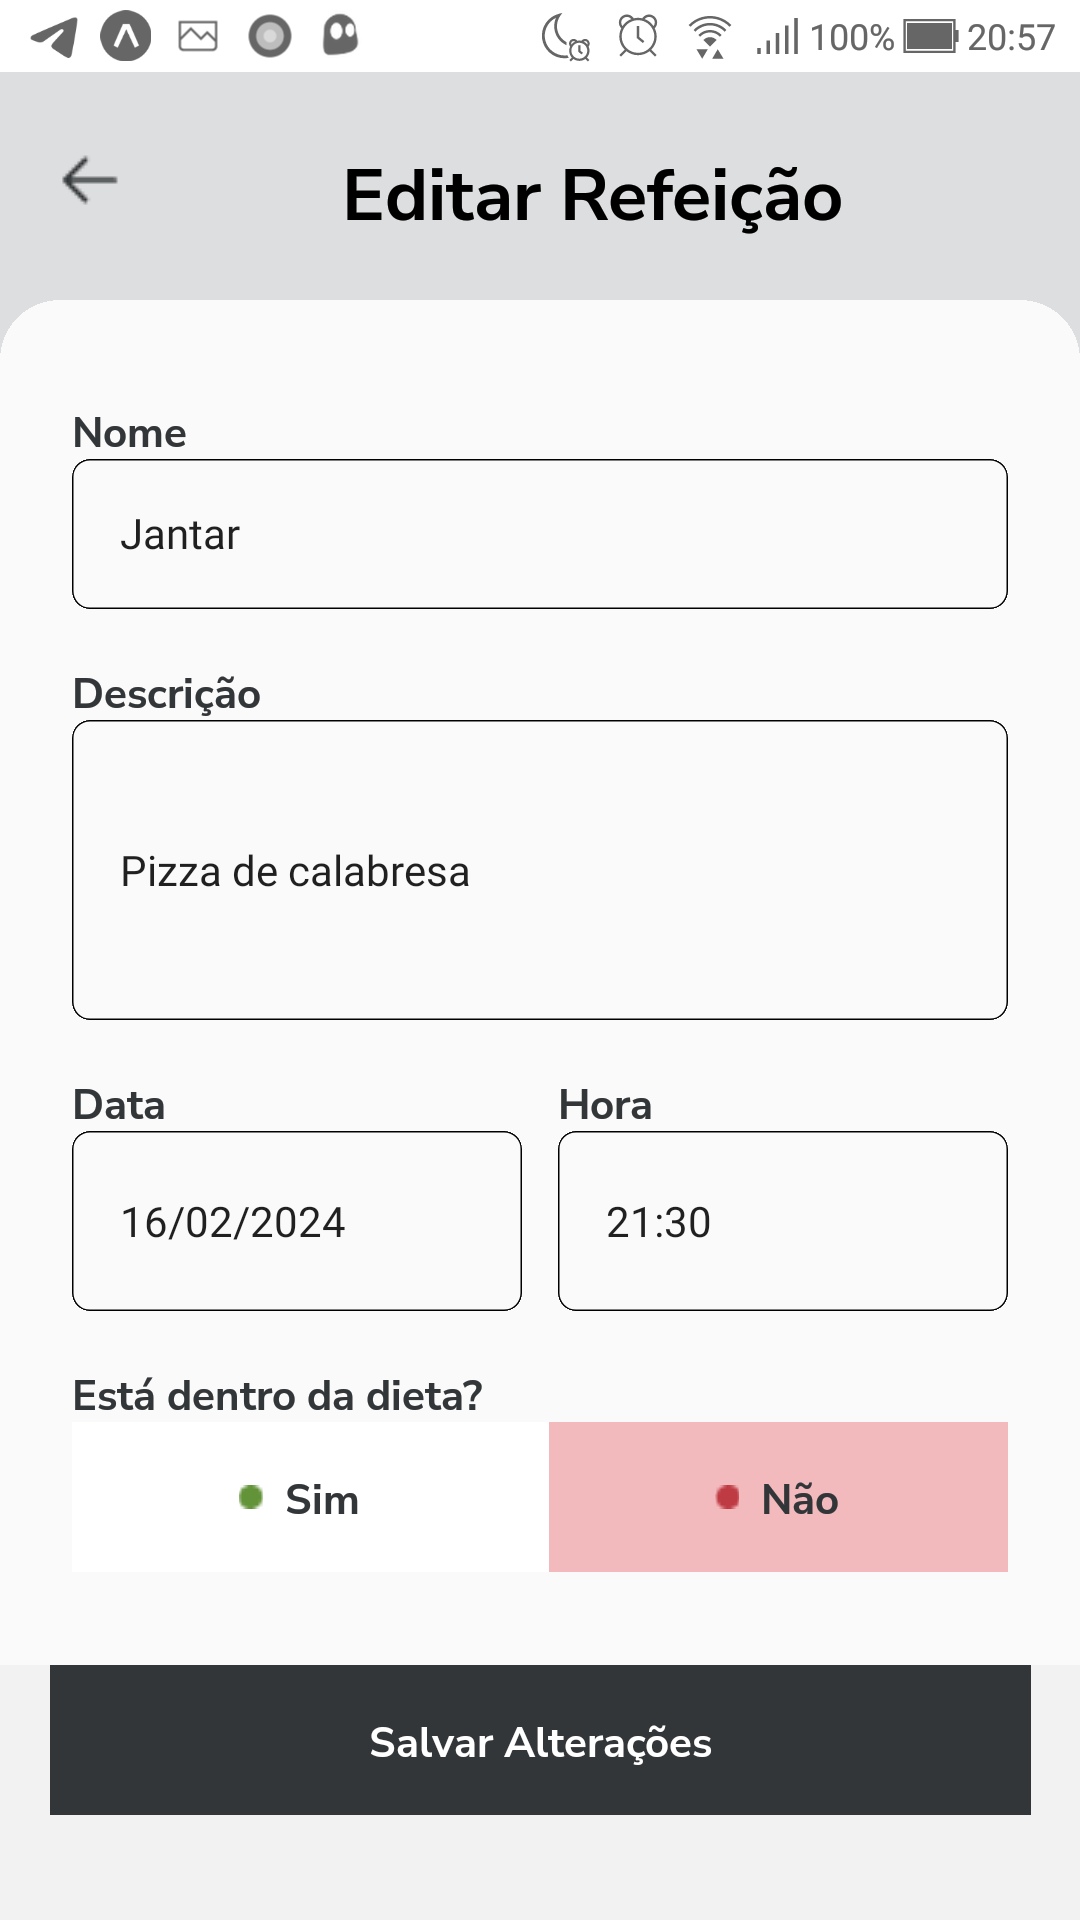 100% 20:57
Editar Refeição
Nome
Jantar
Descrição
Pizza de calabresa
Data Hora
16/02/2024 21:30
Está dentro da dieta?
Sim Não
Salvar Alterações